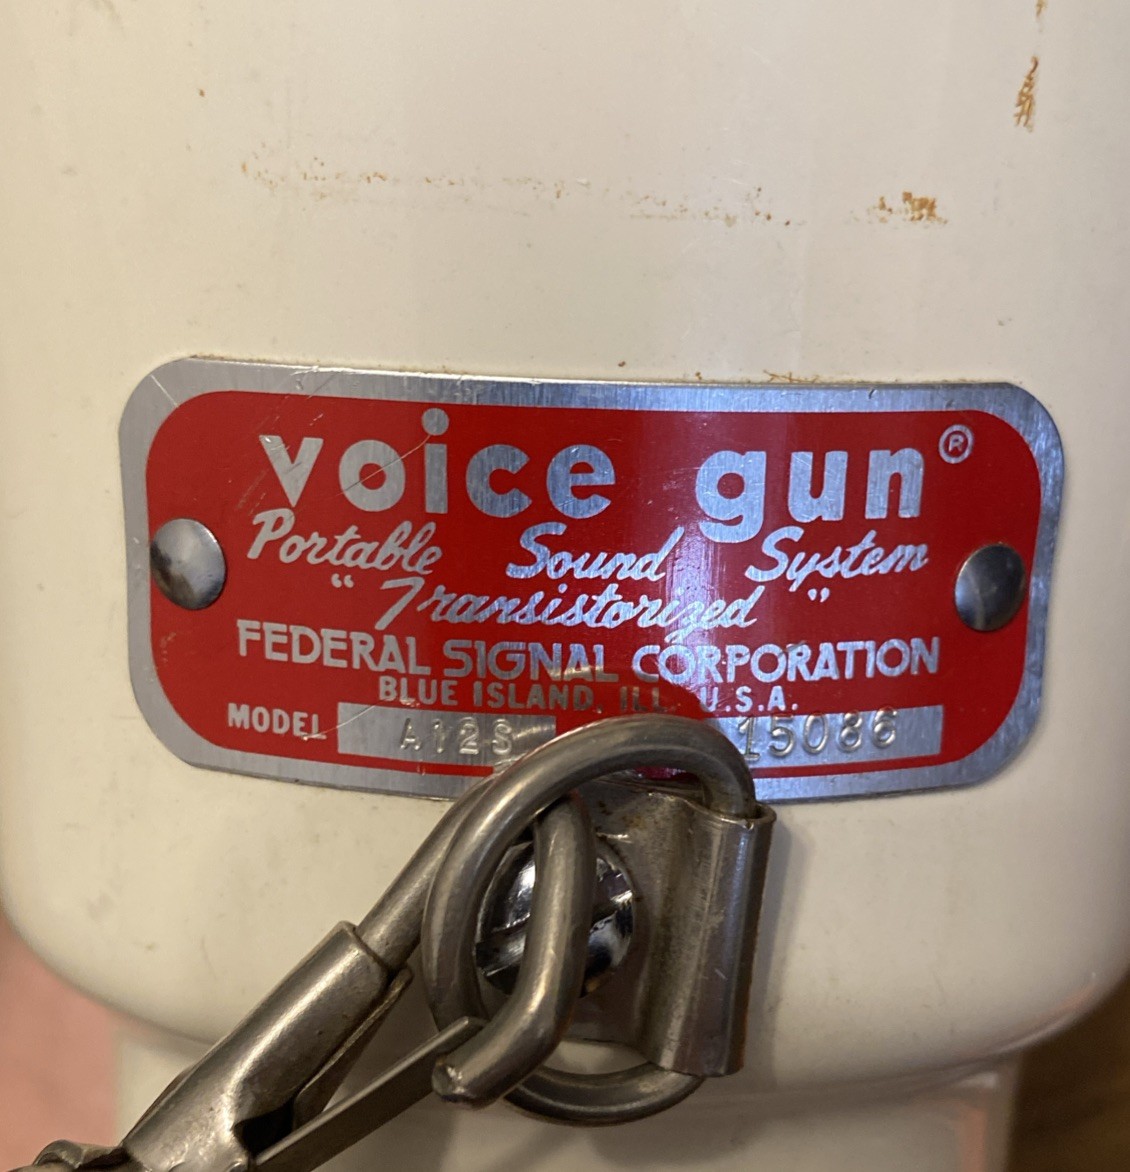 voice gun®
Portable Sound System
“Transistorized”
FEDERAL SIGNAL CORPORATION
BLUE ISLAND, ILL. U.S.A.
MODEL A12S 15086